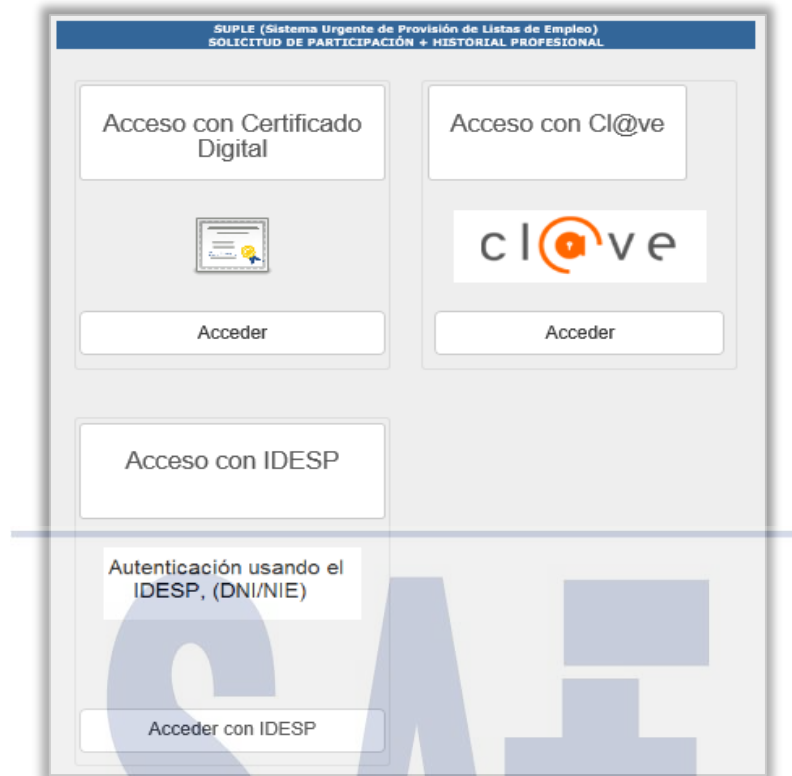 SUPLE (Sistema Urgente de Provisión de Listas de Empleo)
SOLICITUD DE PARTICIPACIÓN + HISTORIAL PROFESIONAL
Acceso con Certificado
Digital
Acceder
Acceso con Cl@ve
cl@ve
Acceder
Acceso con IDESP
Autenticación usando el
IDESP, (DNI/NIE)
Acceder con IDESP